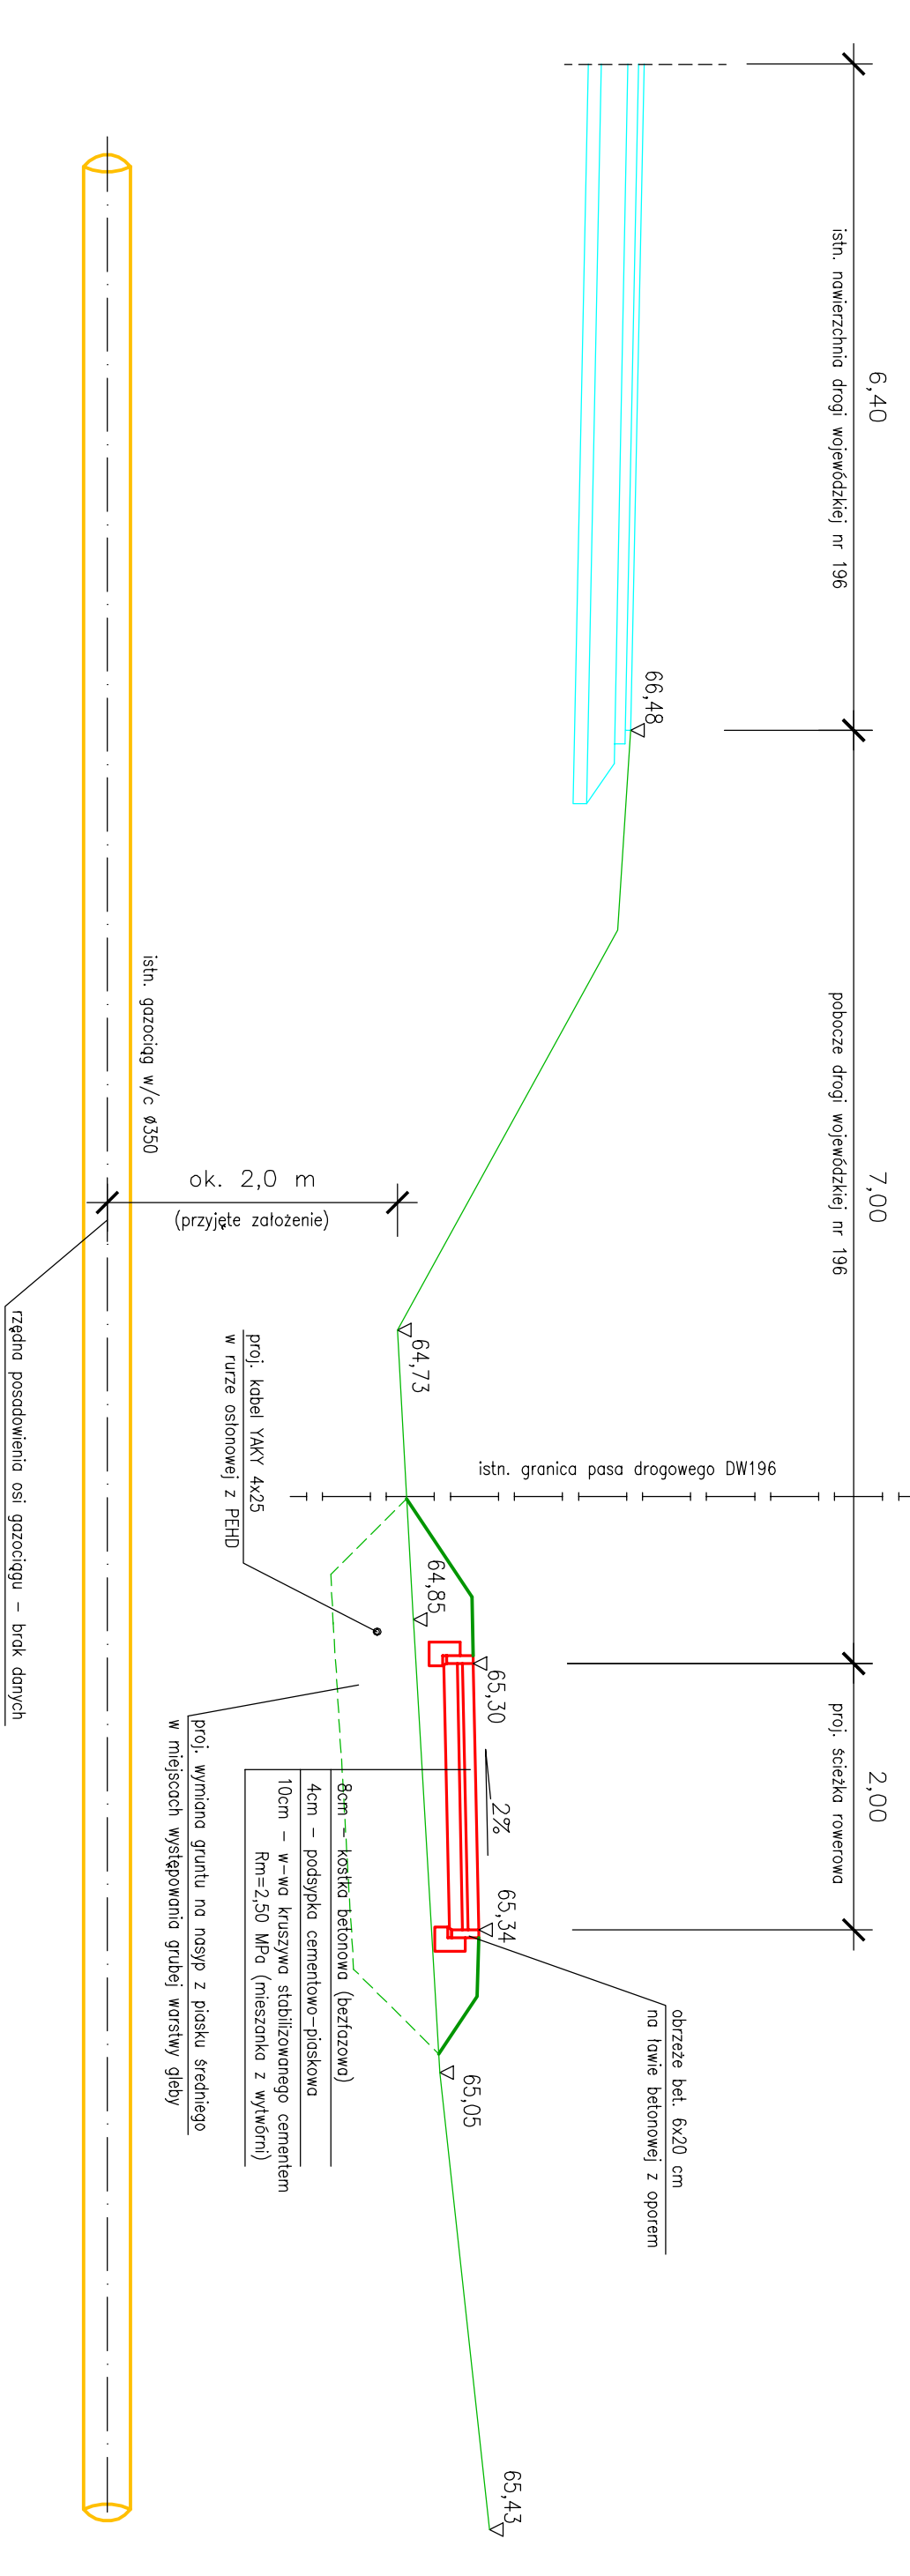 6,40
istn. nawierzchnia drogi wojewódzkiej nr 196
7,00
pobocze drogi wojewódzkiej nr 196
2,00
proj. ścieżka rowerowa
66,48
64,73
istn. granica pasa drogowego DW196
64,85
65,30
2%
65,34
65,05
65,43
obrzeże bet. 6x20 cm
na ławie betonowej z oporem
8cm – kostka betonowa (bezfazowa)
4cm – podsypka cementowo–piaskowa
10cm – w–wa kruszywa stabilizowanego cementem
Rm=2,50 MPa (mieszanka z wytwórni)
proj. kabel YAKY 4x25
w rurze osłonowej z PEHD
proj. wymiana gruntu na nasyp z piasku średniego
w miejscach występowania grubej warstwy gleby
ok. 2,0 m
(przyjęte założenie)
istn. gazociąg w/c ø350
rzędna posadowienia osi gazociągu – brak danych